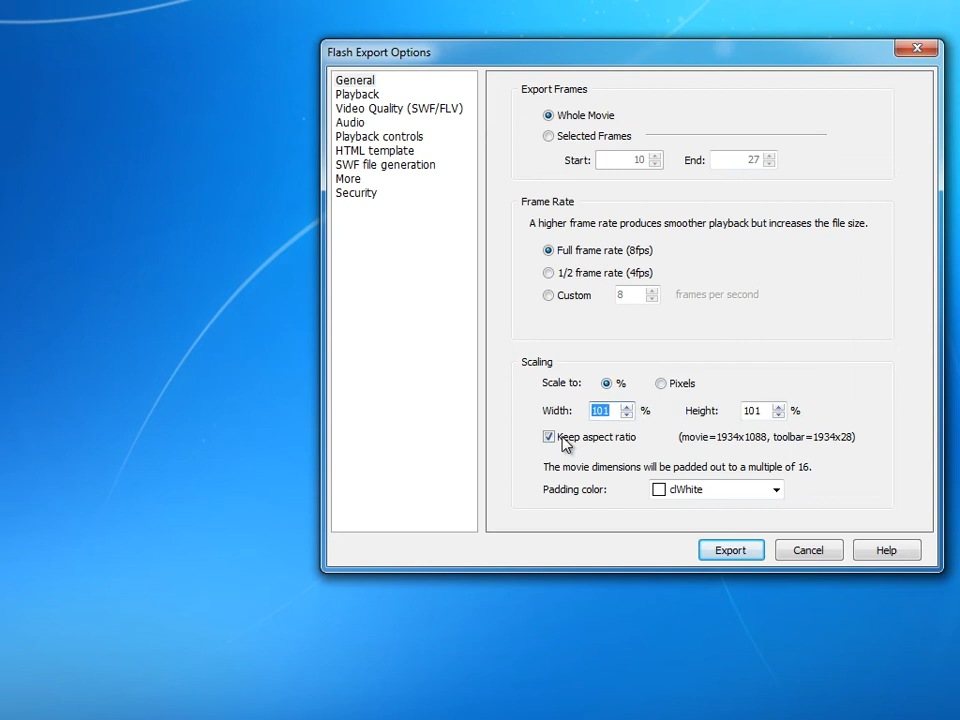 Flash Export Options
General
Playback
Video Quality (SWF/FLV)
Audio
Playback controls
HTML template
SWF file generation
More
Security
Export Frames
Whole Movie
Selected Frames
Start: 10 End: 27
Frame Rate
A higher frame rate produces smoother playback but increases the file size.
Full frame rate (8fps)
1/2 frame rate (4fps)
Custom 8 frames per second
Scaling
Scale to: % Pixels
Width: 101 % Height: 101 %
Keep aspect ratio (movie=1934x1088, toolbar=1934x28)
The movie dimensions will be padded out to a multiple of 16.
Padding color: clWhite
Export Cancel Help